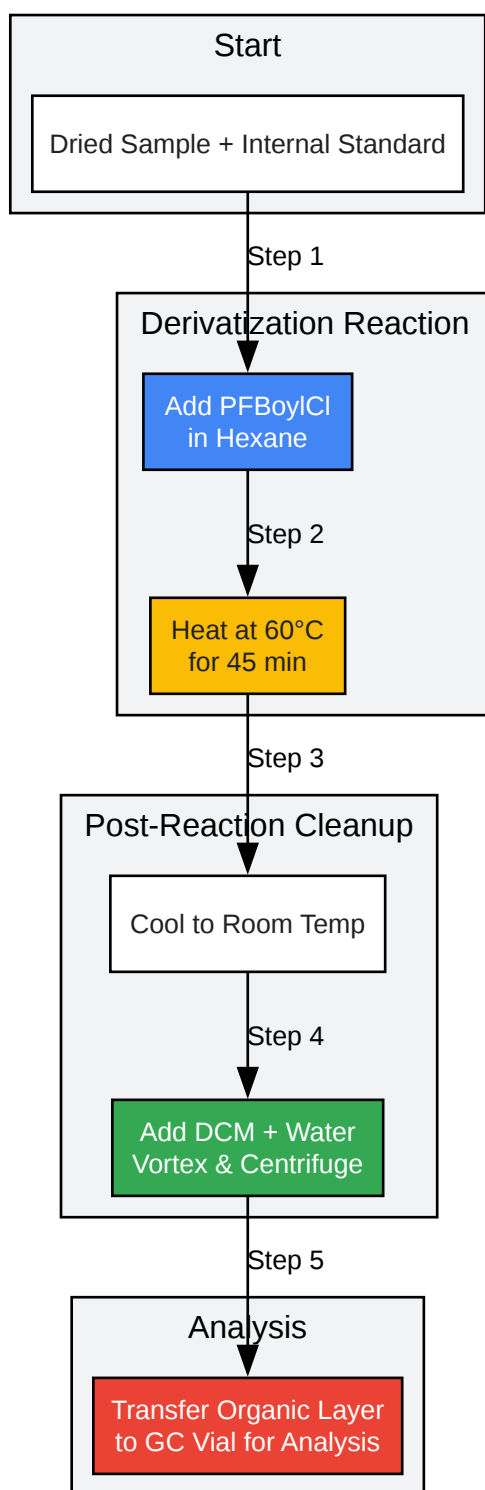 Start
Dried Sample + Internal Standard
Step 1
Derivatization Reaction
Add PFBoylCl
in Hexane
Step 2
Heat at 60°C
for 45 min
Step 3
Post-Reaction Cleanup
Cool to Room Temp
Step 4
Add DCM + Water
Vortex & Centrifuge
Step 5
Analysis
Transfer Organic Layer
to GC Vial for Analysis